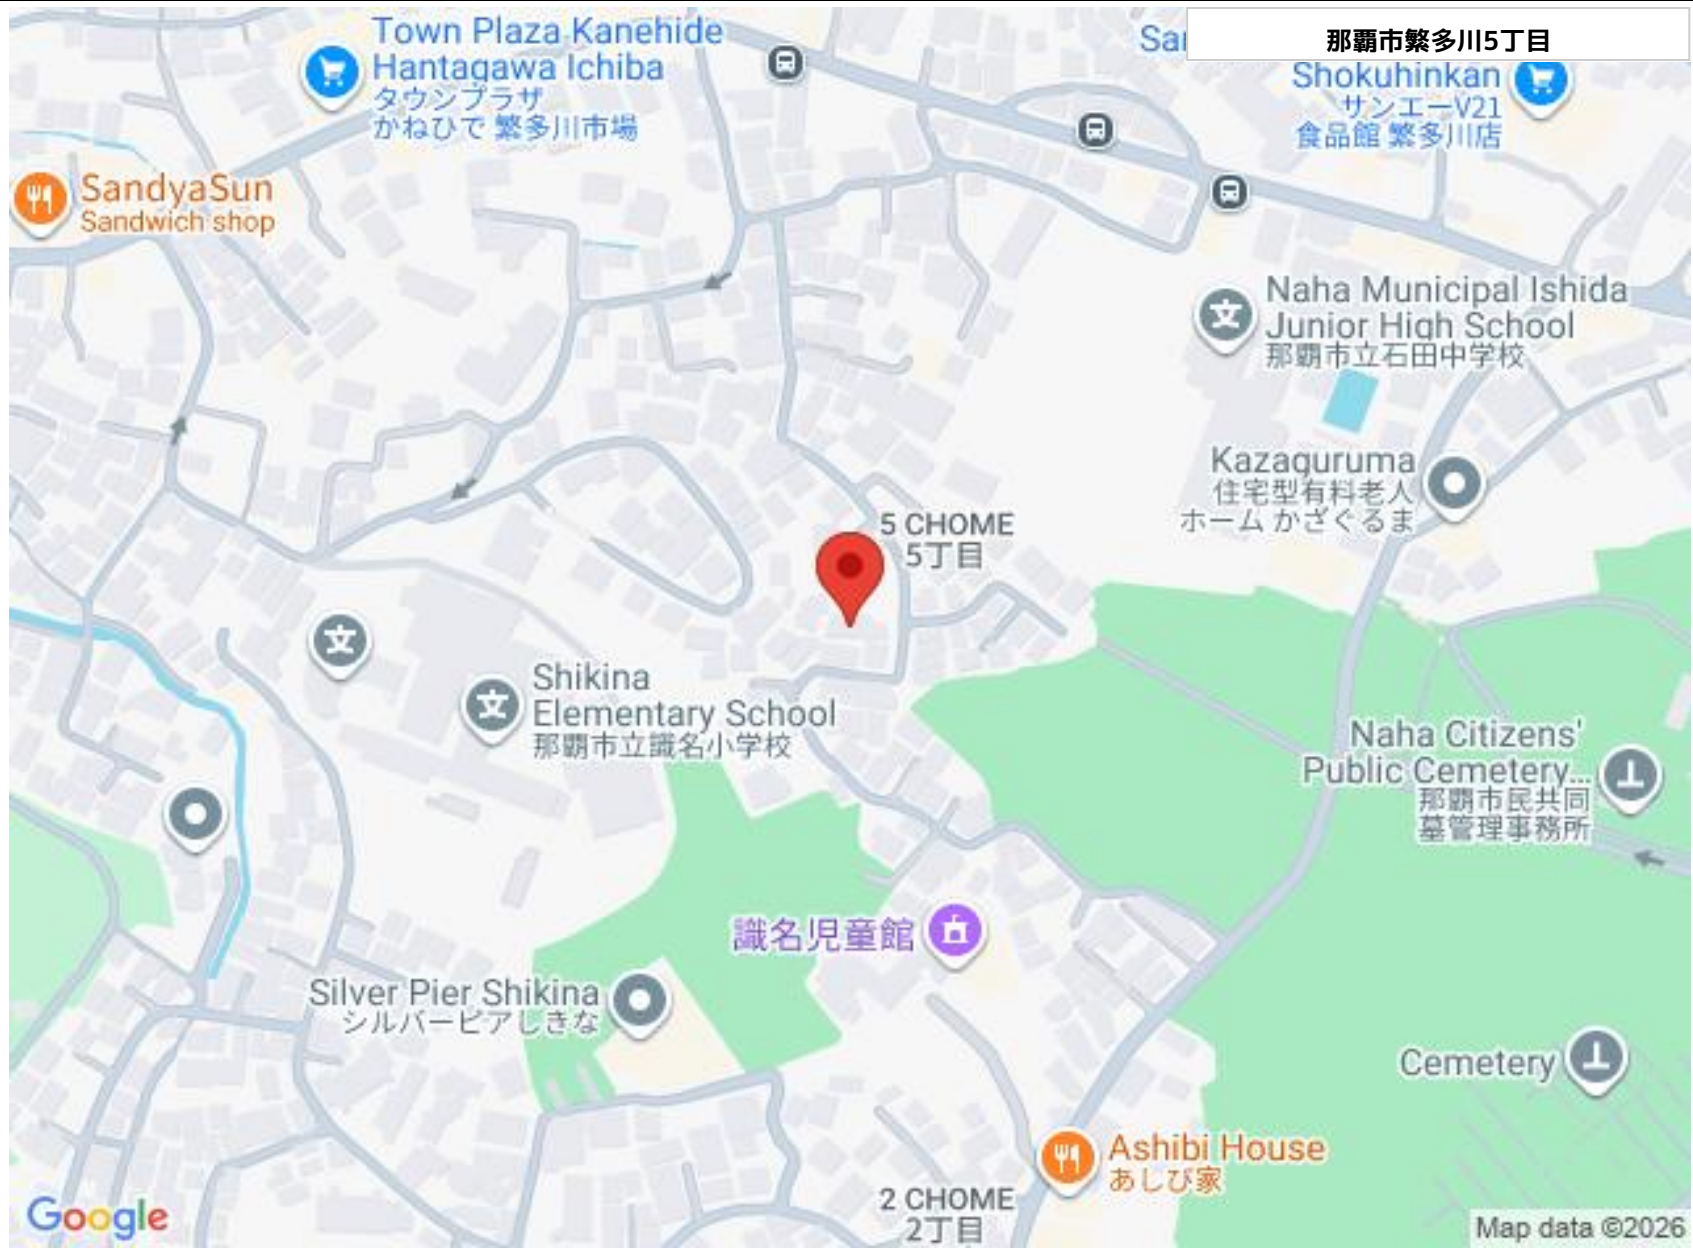 Town Plaza Kanehide
Hantagawa Ichiba
タウンプラザ
かねひで 繁多川市場
那覇市繁多川5丁目
Shokuhinkan
サンエーV21
食品館 繁多川店
SandyaSun
Sandwich shop
Naha Municipal Ishida
Junior High School
那覇市立石田中学校
Kazaguruma
住宅型有料老人
ホーム かざぐるま
5 CHOME
5丁目
Shikina
Elementary School
那覇市立識名小学校
Naha Citizens'
Public Cemetery...
那覇市民共同
墓管理事務所
識名児童館
Silver Pier Shikina
シルバーピアしきな
Cemetery
Ashibi House
あしび家
2 CHOME
2丁目
Google
Map data ©2026